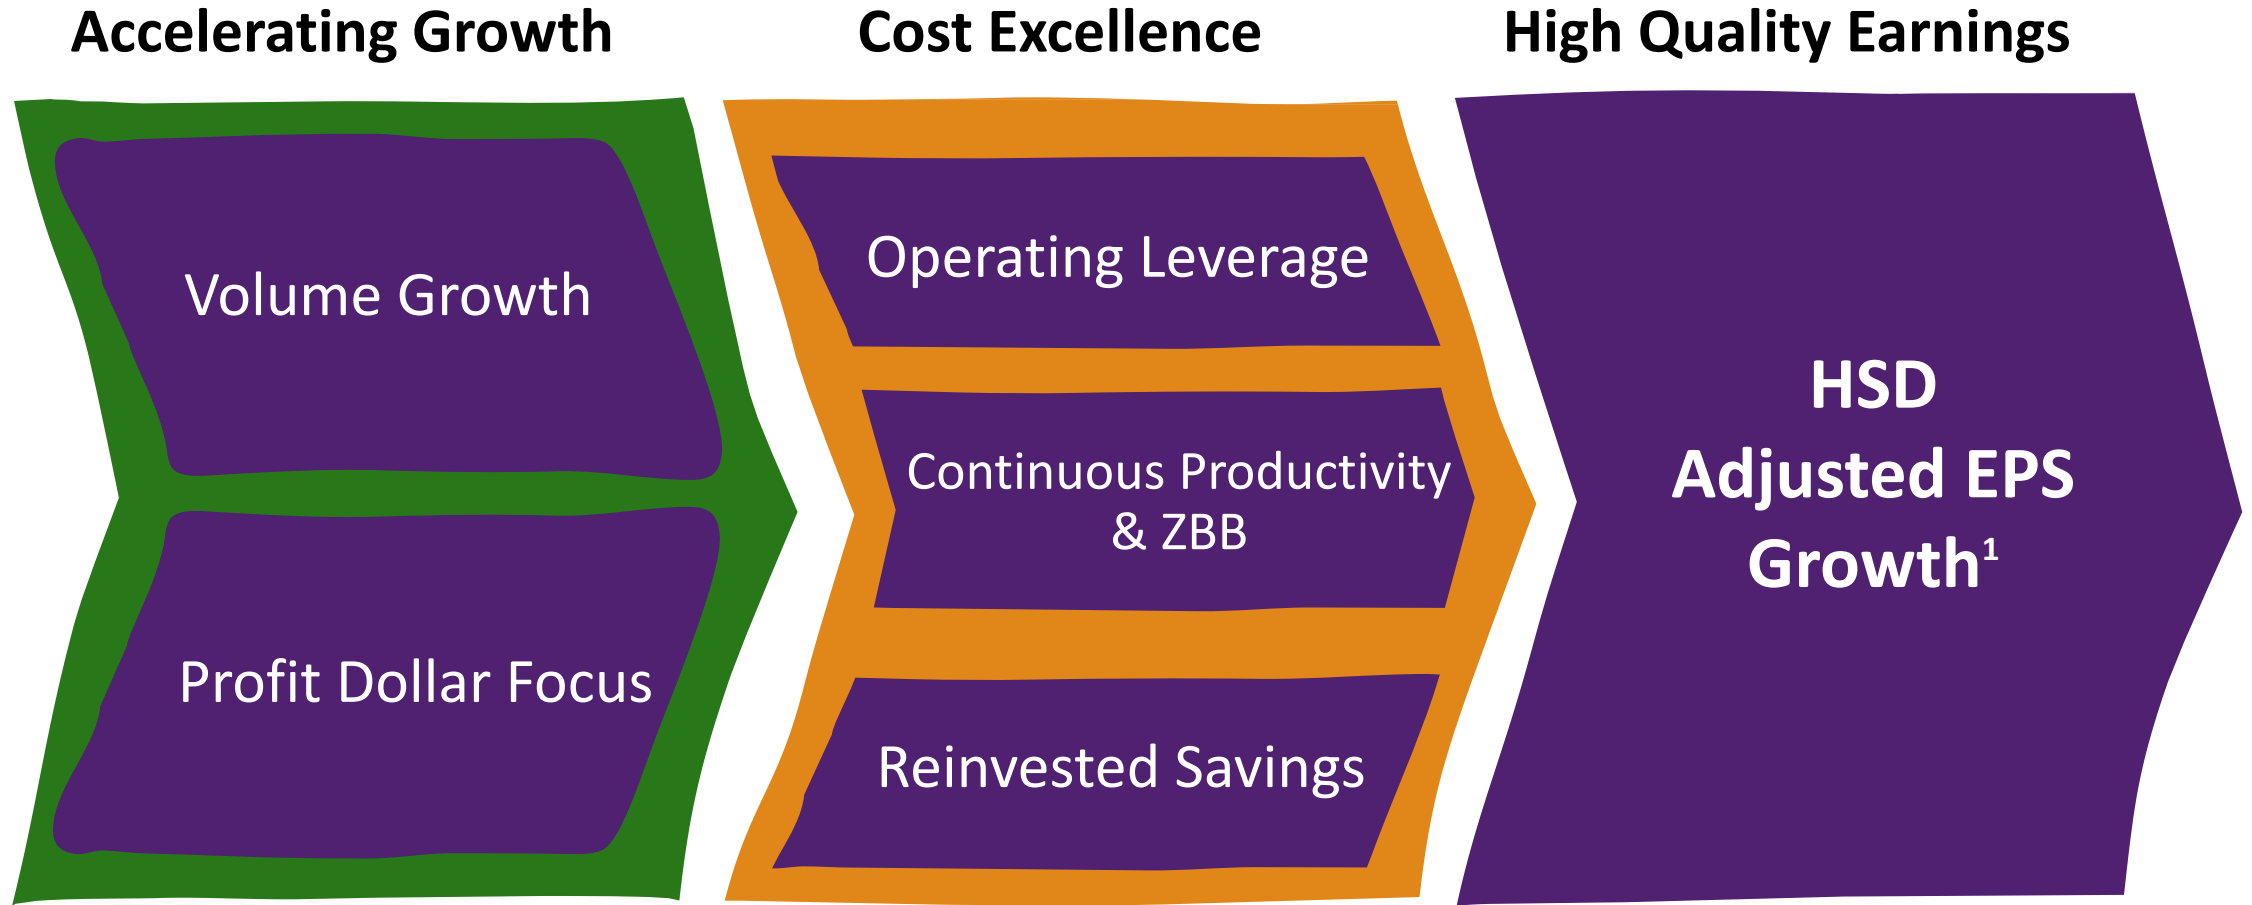 Accelerating Growth
Volume Growth
Profit Dollar Focus
Cost Excellence
Operating Leverage
Continuous Productivity
& ZBB
Reinvested Savings
High Quality Earnings
HSD
Adjusted EPS
Growth¹